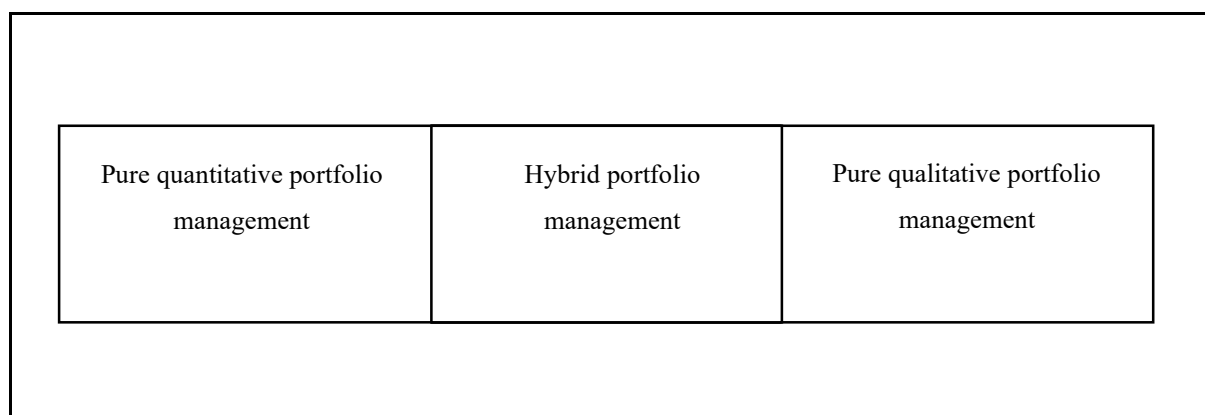 Pure quantitative portfolio
management
Hybrid portfolio
management
Pure qualitative portfolio
management